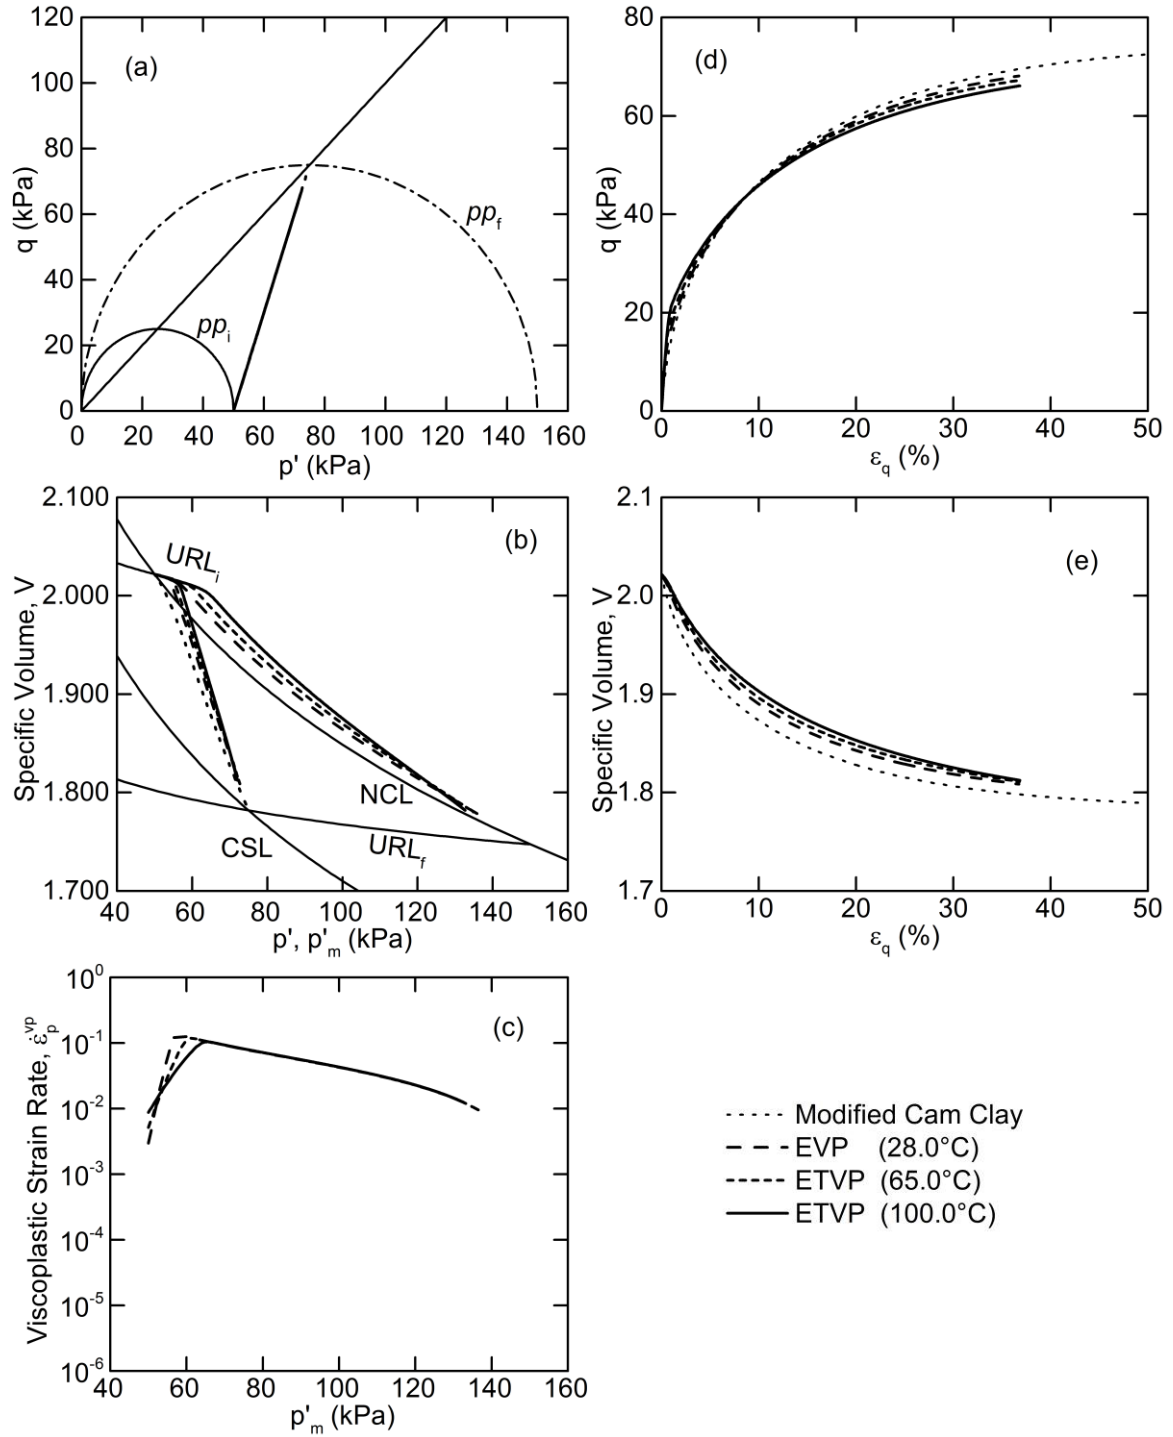 (a)
120
100
80
60
40
20
0
q (kPa)
pp_f
pp_i
0 20 40 60 80 100 120 140 160
p' (kPa)
(d)
80
60
40
20
0
q (kPa)
0 10 20 30 40 50
ε_q (%)
(b)
2.100
2.000
1.900
1.800
1.700
Specific Volume, V
URL_i
NCL
CSL
URL_f
40 60 80 100 120 140 160
p', p'_m (kPa)
(e)
2.1
2.0
1.9
1.8
1.7
Specific Volume, V
0 10 20 30 40 50
ε_q (%)
(c)
10^0
10^-1
10^-2
10^-3
10^-4
10^-5
10^-6
Viscoplastic Strain Rate, ε̇_p^vp
40 60 80 100 120 140 160
p'_m (kPa)
Modified Cam Clay
EVP (28.0°C)
ETVP (65.0°C)
ETVP (100.0°C)